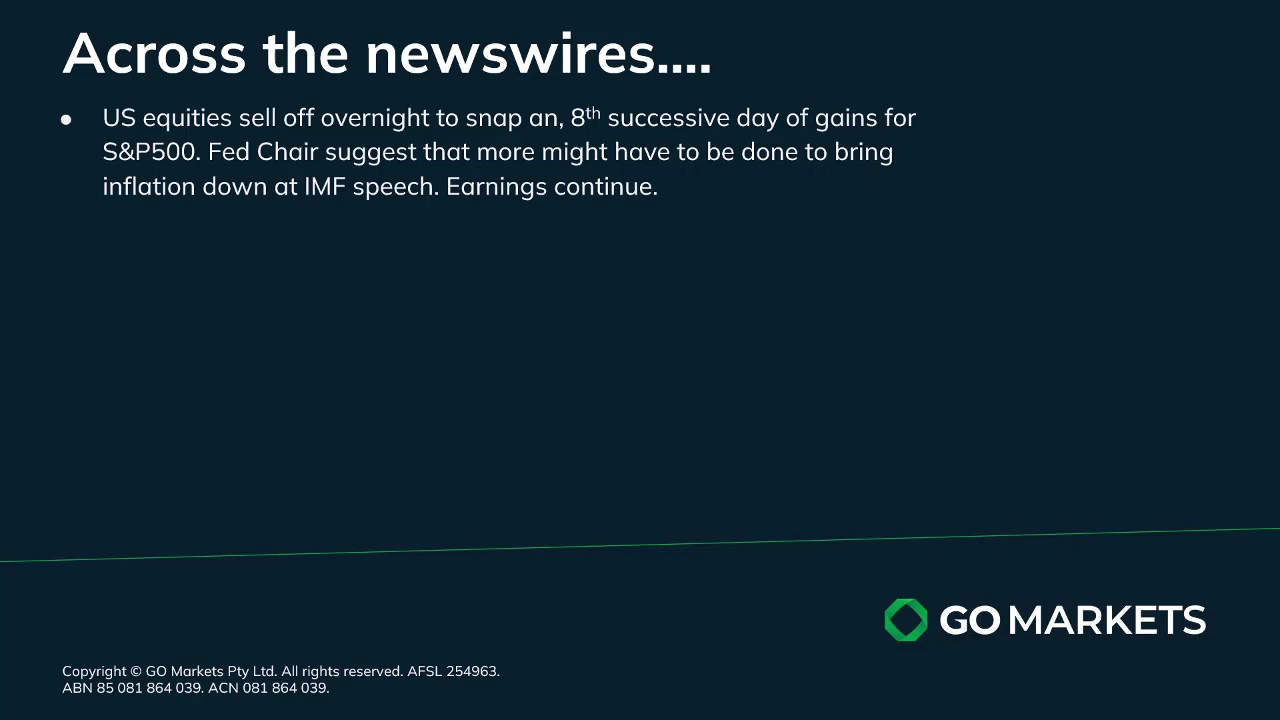 Across the newswires....
● US equities sell off overnight to snap an, 8th successive day of gains for
S&P500. Fed Chair suggest that more might have to be done to bring
inflation down at IMF speech. Earnings continue.
GO MARKETS
Copyright © GO Markets Pty Ltd. All rights reserved. AFSL 254963.
ABN 85 081 864 039. ACN 081 864 039.